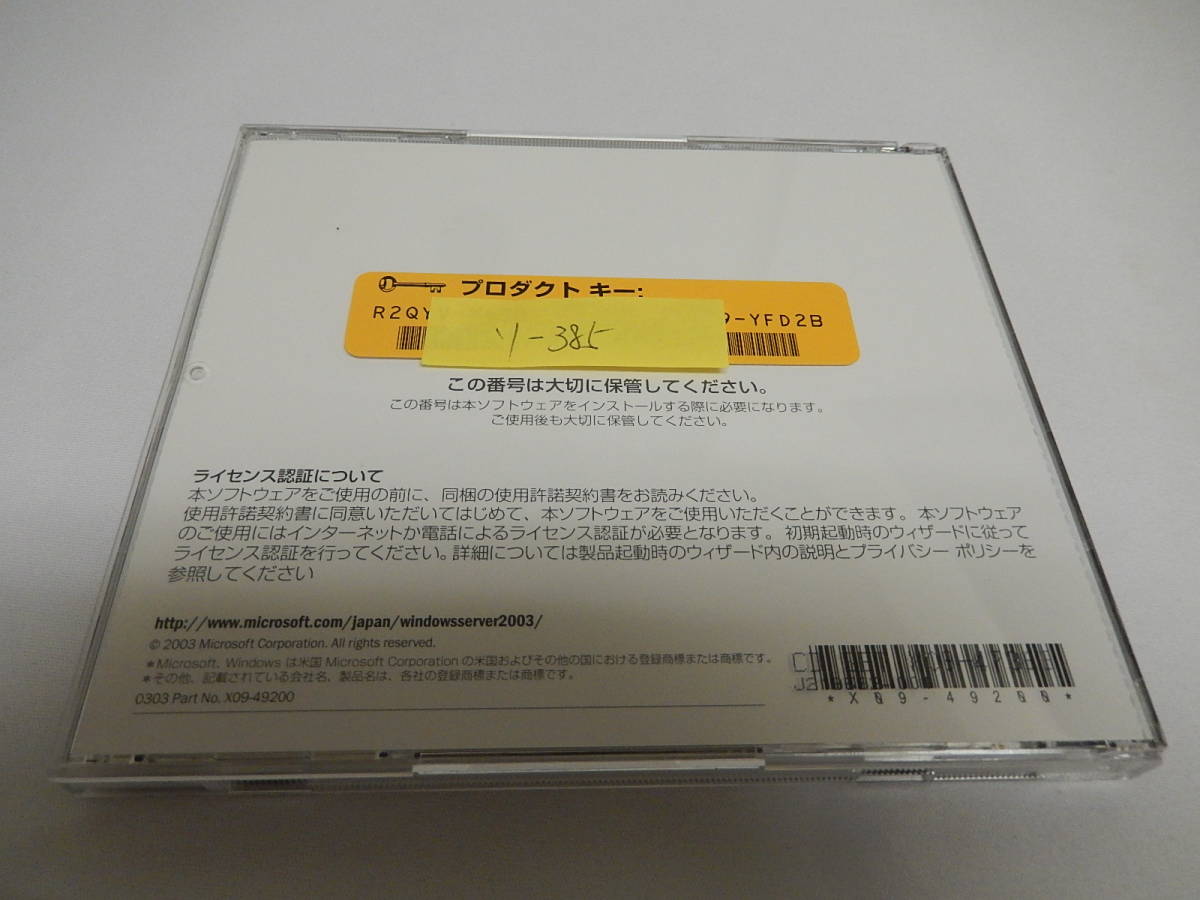 プロダクト キー:
R2QY 9-YFD2B
ソ-385
この番号は大切に保管してください。
この番号は本ソフトウェアをインストールする際に必要になります。
ご使用後も大切に保管してください。
ライセンス認証について
本ソフトウェアをご使用の前に、同梱の使用許諾契約書をお読みください。
使用許諾契約書に同意いただいてはじめて、本ソフトウェアをご使用いただくことができます。本ソフトウェア
のご使用にはインターネットか電話によるライセンス認証が必要となります。初期起動時のウィザードに従って
ライセンス認証を行ってください。詳細については製品起動時のウィザード内の説明とプライバシー ポリシーを
参照してください
http://www.microsoft.com/japan/windowsserver2003/
© 2003 Microsoft Corporation. All rights reserved.
*Microsoft、Windows は米国 Microsoft Corporation の米国およびその他の国における登録商標または商標です。
*その他、記載されている会社名、製品名は、各社の登録商標または商標です。
0303 Part No. X09-49200
*X09-49200*